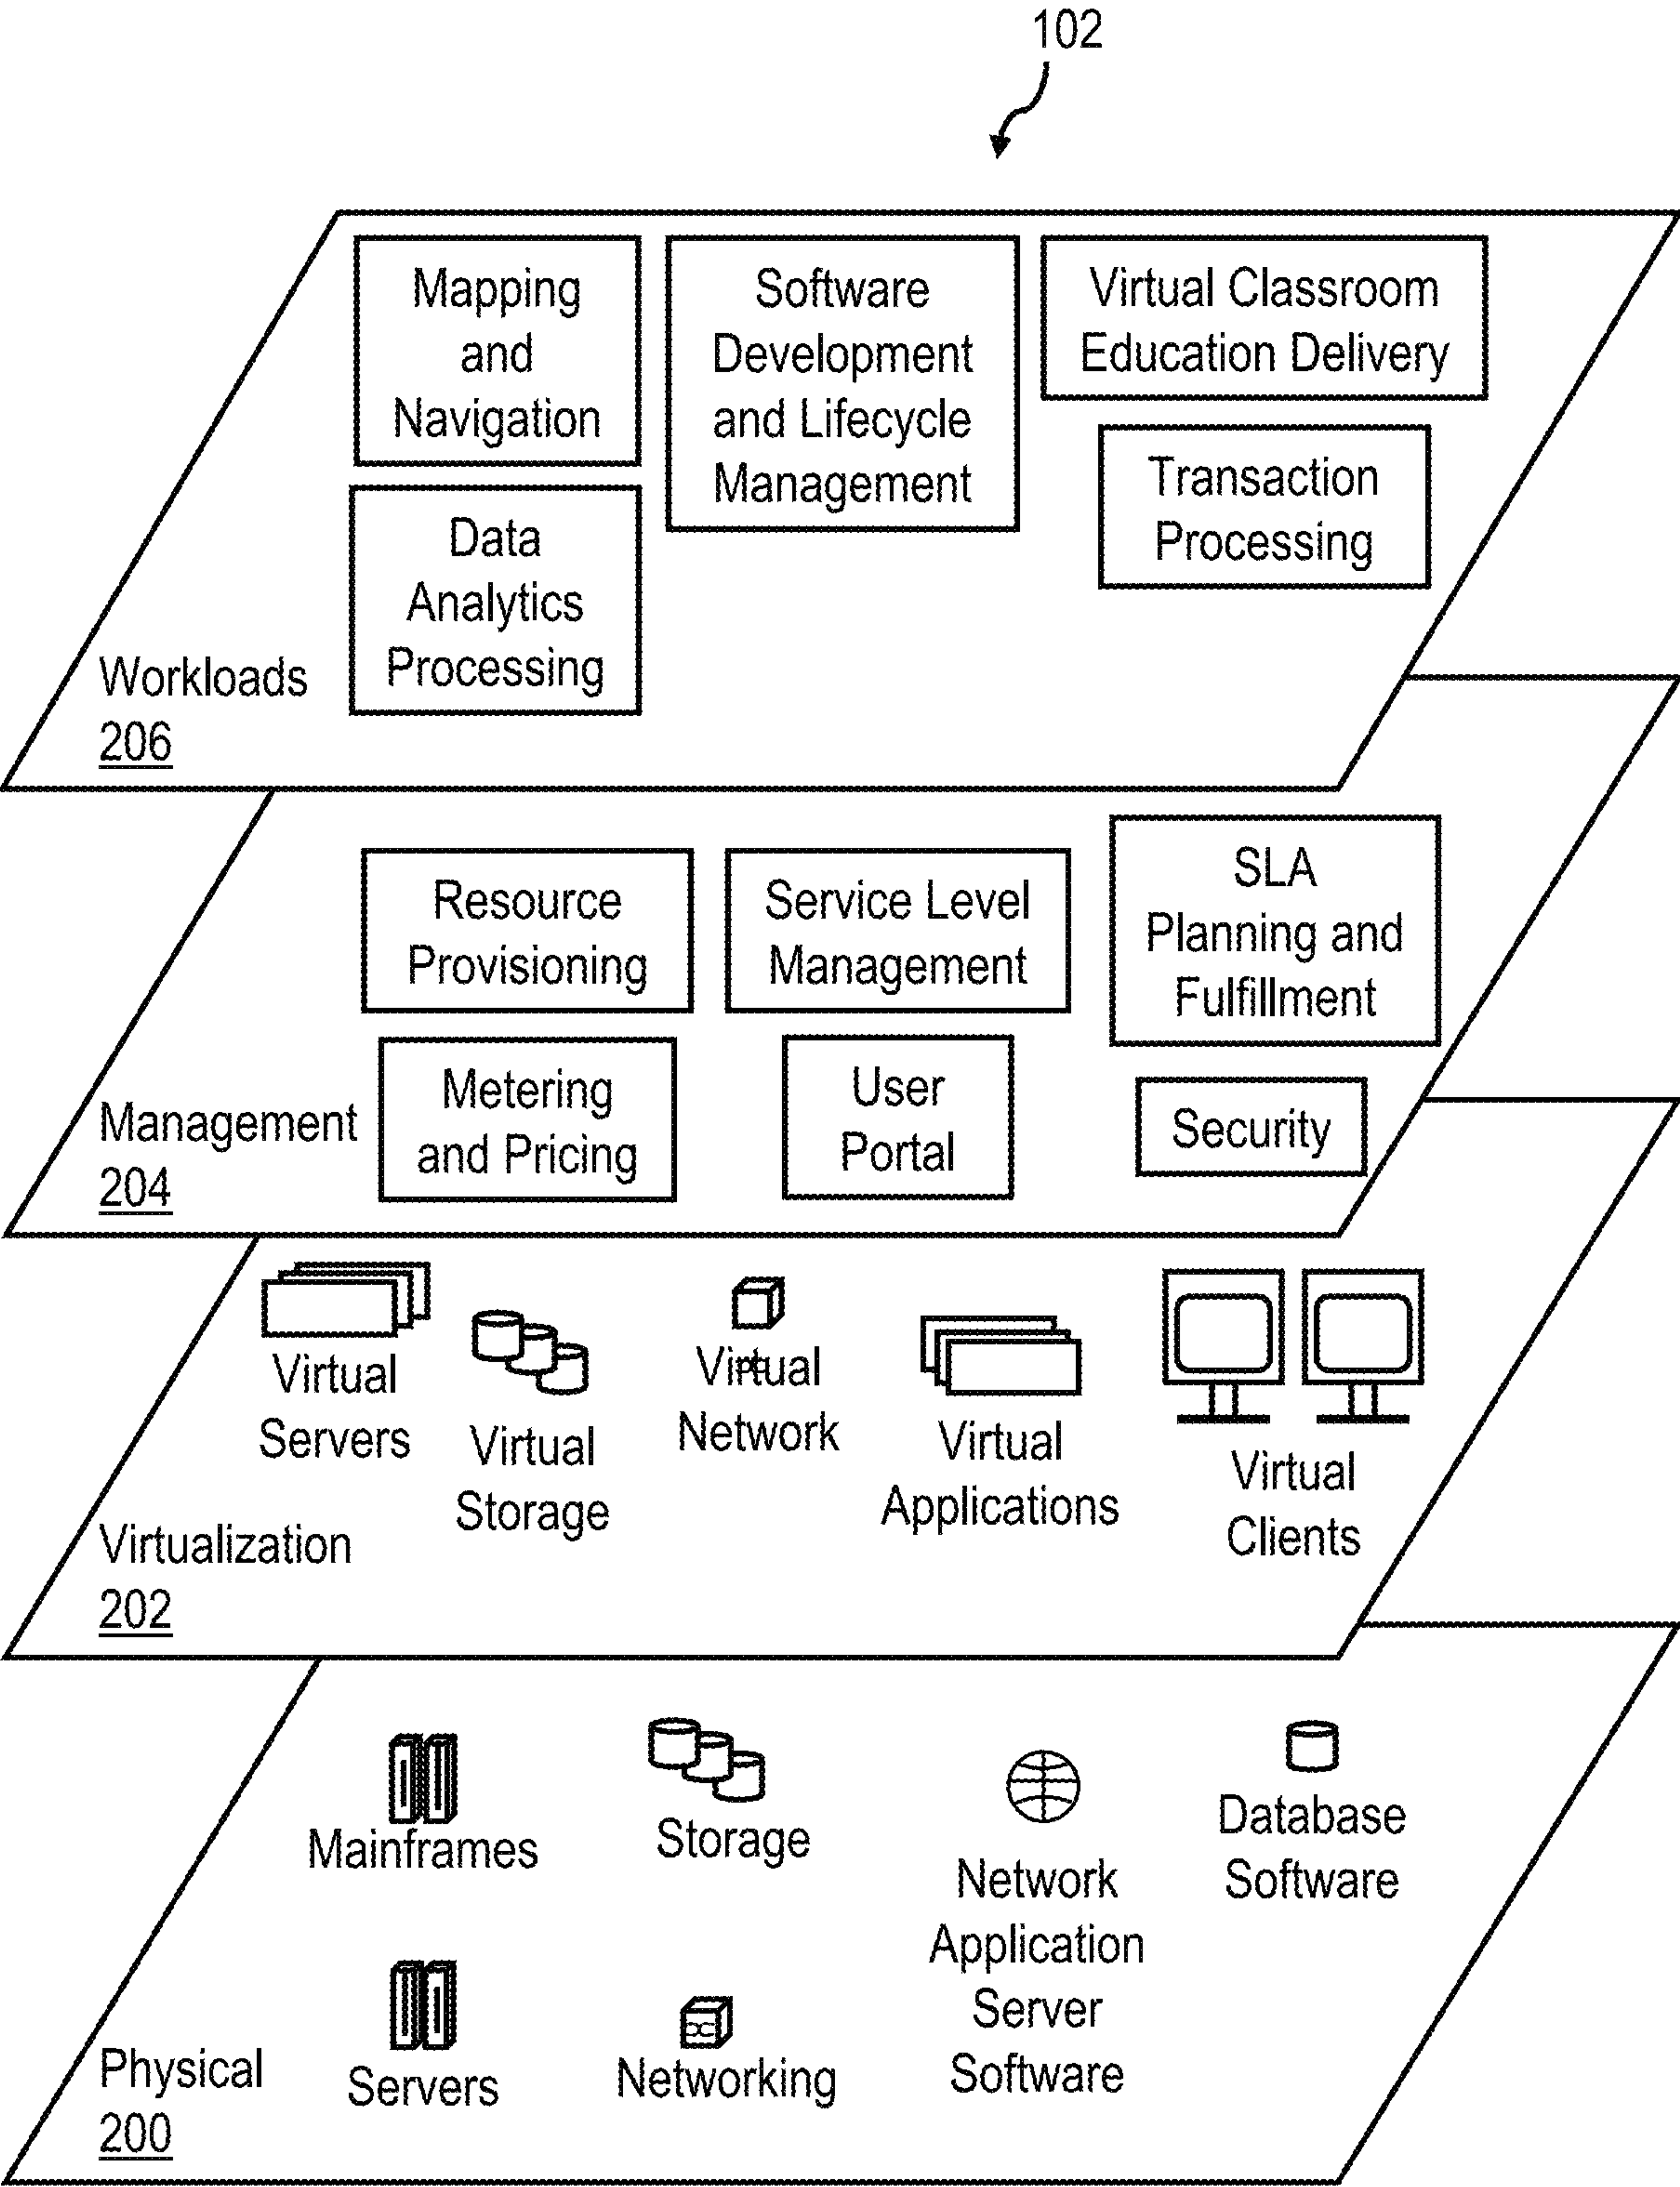 102
Mapping
and
Navigation
Software
Development
and Lifecycle
Management
Virtual Classroom
Education Delivery
Transaction
Processing
Data
Analytics
Processing
Workloads
206
Resource
Provisioning
Service Level
Management
SLA
Planning and
Fulfillment
Metering
and Pricing
User
Portal
Security
Management
204
Virtual
Servers
Virtual
Storage
Virtual
Network
Virtual
Applications
Virtual
Clients
Virtualization
202
Mainframes
Storage
Network
Application
Server
Software
Database
Software
Servers
Networking
Physical
200